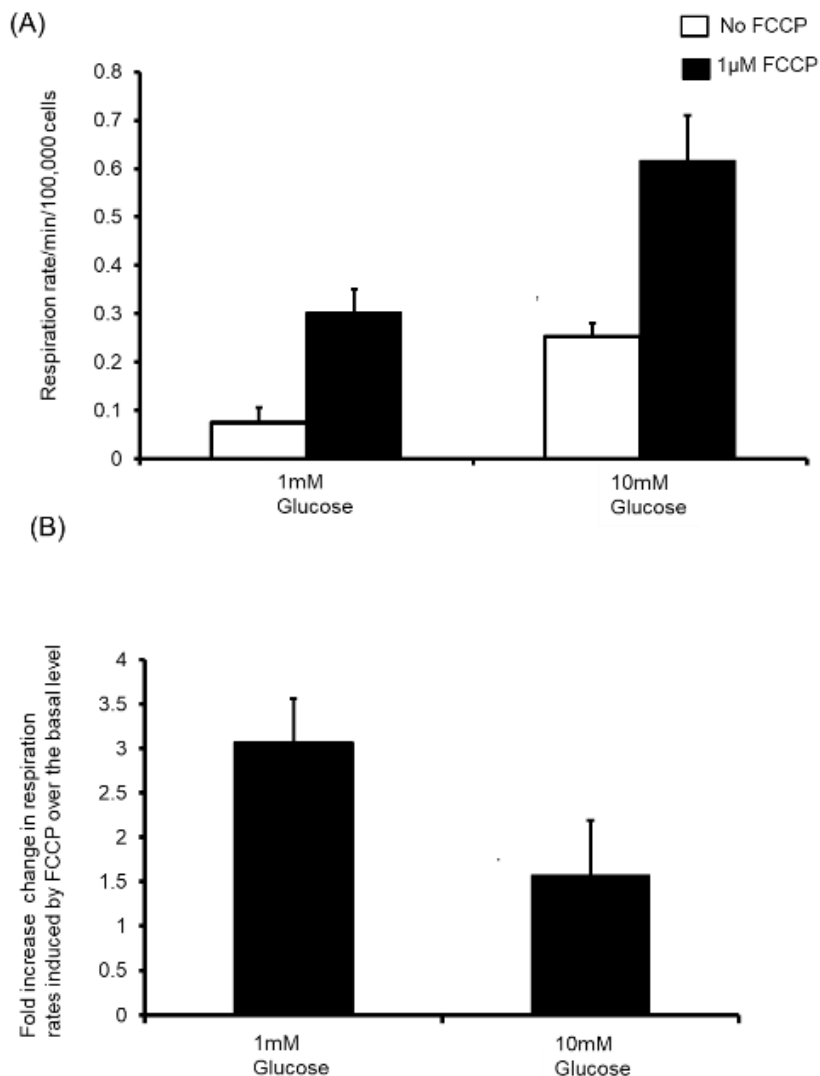 (A)
No FCCP
1µM FCCP
Respiration rate/min/100,000 cells
0.8
0.7
0.6
0.5
0.4
0.3
0.2
0.1
0
1mM
Glucose
10mM
Glucose
(B)
Fold increase change in respiration
rates induced by FCCP over the basal level
4
3.5
3
2.5
2
1.5
1
0.5
0
1mM
Glucose
10mM
Glucose